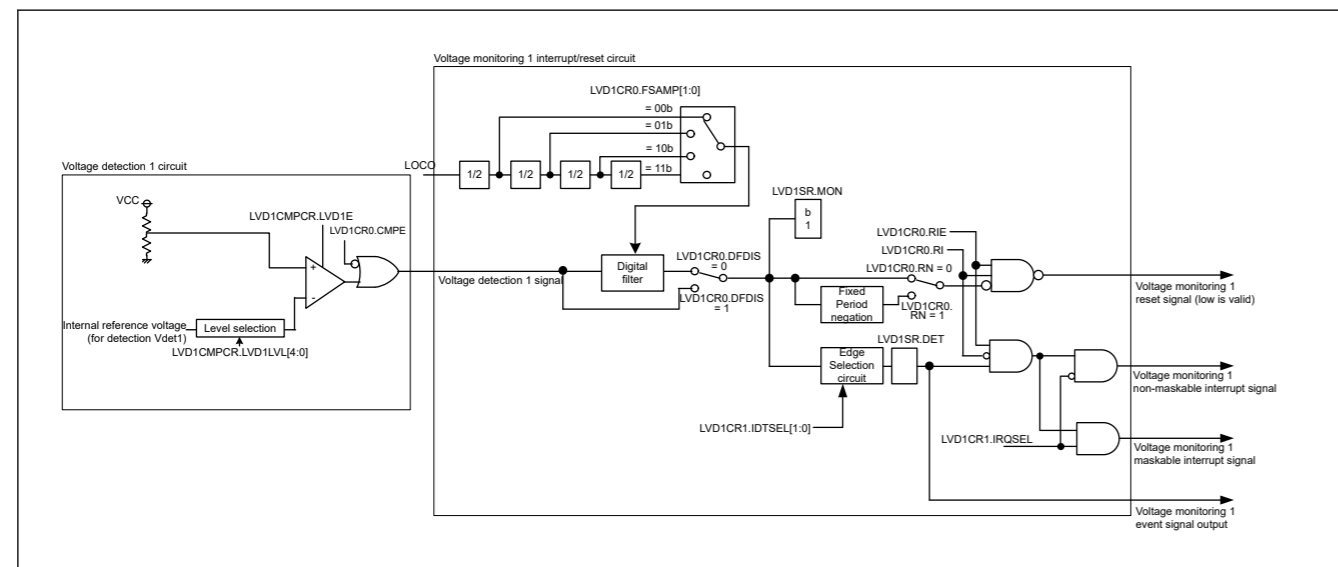 Voltage monitoring 1 interrupt/reset circuit
LVD1CR0.FSAMP[1:0]
= 00b
= 01b
= 10b
= 11b
LOCO
1/2
1/2
1/2
1/2
Voltage detection 1 circuit
VCC
LVD1CMPCR.LVD1E
LVD1CR0.CMPE
+
-
Internal reference voltage
(for detection Vdet1)
Level selection
LVD1CMPCR.LVD1LVL[4:0]
Voltage detection 1 signal
Digital
filter
LVD1CR0.DFDIS
= 0
LVD1CR0.DFDIS
= 1
LVD1SR.MON
b
1
LVD1CR0.RIE
LVD1CR0.RI
LVD1CR0.RN = 0
Fixed
Period
negation
LVD1CR0.
RN = 1
Voltage monitoring 1
reset signal (low is valid)
LVD1SR.DET
Edge
Selection
circuit
LVD1CR1.IDTSEL[1:0]
Voltage monitoring 1
non-maskable interrupt signal
LVD1CR1.IRQSEL
Voltage monitoring 1
maskable interrupt signal
Voltage monitoring 1
event signal output